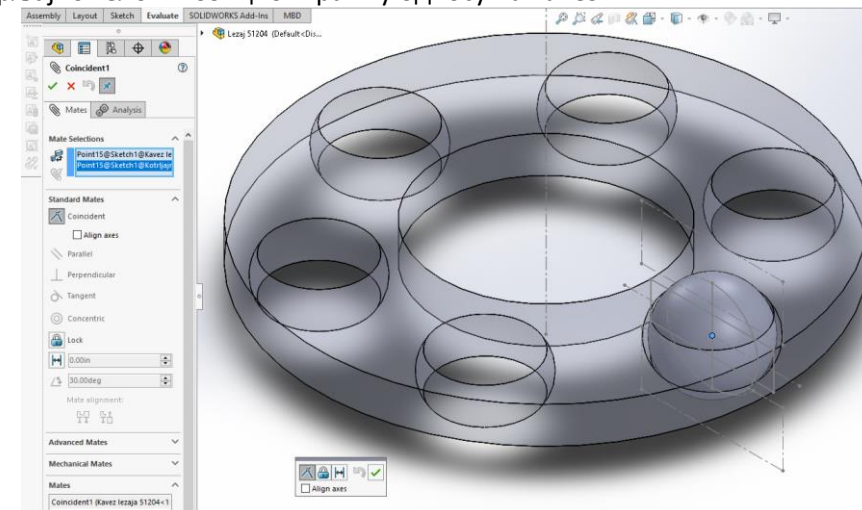 Assembly Layout Sketch Evaluate SOLIDWORKS Add-Ins MBD
Lezaj 51204 (Default<Dis...
Coincident1
Mates Analysis
Mate Selections
Point15@Sketch1@Kavez le
Point15@Sketch1@Kotrljajn
Standard Mates
Coincident
Align axes
Parallel
Perpendicular
Tangent
Concentric
Lock
0.00in
30.00deg
Mate alignment:
Advanced Mates
Mechanical Mates
Mates
Coincident1 (Kavez lezaja 51204<1
Align axes